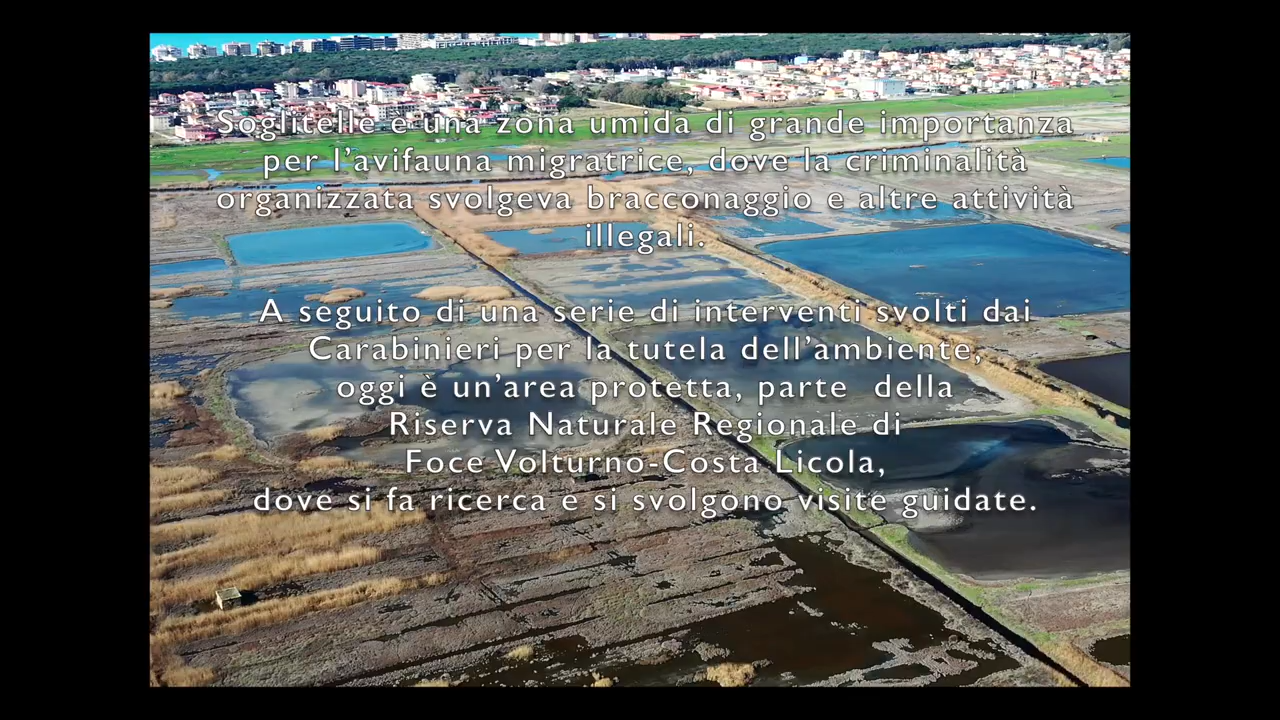 Soglitelle è una zona umida di grande importanza
per l’avifauna migratrice, dove la criminalità
organizzata svolgeva bracconaggio e altre attività
illegali.
A seguito di una serie di interventi svolti dai
Carabinieri per la tutela dell’ambiente,
oggi è un’area protetta, parte  della
Riserva Naturale Regionale di
Foce Volturno-Costa Licola,
dove si fa ricerca e si svolgono visite guidate.